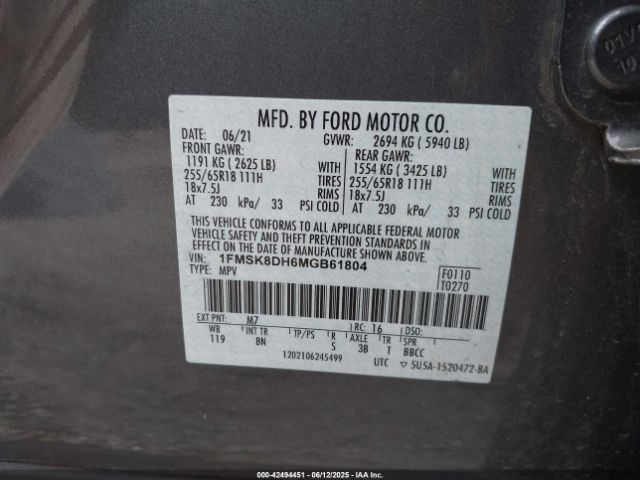 01V
19
MFD. BY FORD MOTOR CO.
DATE: 06/21 GVWR: 2694 KG ( 5940 LB)
FRONT GAWR: REAR GAWR:
1191 KG ( 2625 LB) 1554 KG ( 3425 LB)
255/65R18 111H TIRES 255/65R18 111H TIRES
18x7.5J RIMS 18x7.5J RIMS
AT 230 kPa/ 33 PSI COLD AT 230 kPa/ 33 PSI COLD
THIS VEHICLE CONFORMS TO ALL APPLICABLE FEDERAL MOTOR
VEHICLE SAFETY AND THEFT PREVENTION STANDARDS IN
EFFECT ON THE DATE OF MANUFACTURE SHOWN ABOVE.
VIN: 1FMSK8DH6MGB61804
TYPE: MPV
F0110
T0270
EXT PNT: M7 RC: 16 DSO:
WB INT TR TP/PS R AXLE TR SPR
119 8N S 3B T BBCC
1202106245499 UTC ▽ 5U5A-1520472-BA
000-42494451 - 06/12/2025 - IAA Inc.